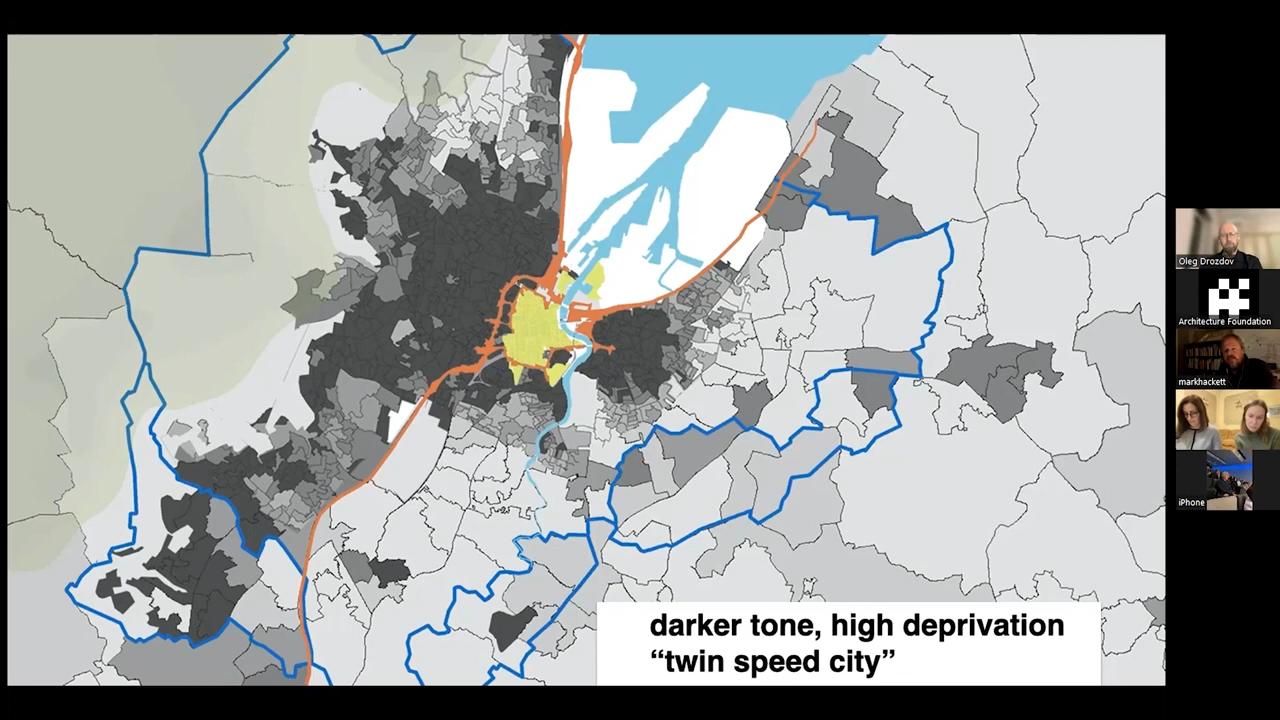 darker tone, high deprivation
“twin speed city”
Oleg Drozdov
Architecture Foundation
markhackett
iPhone